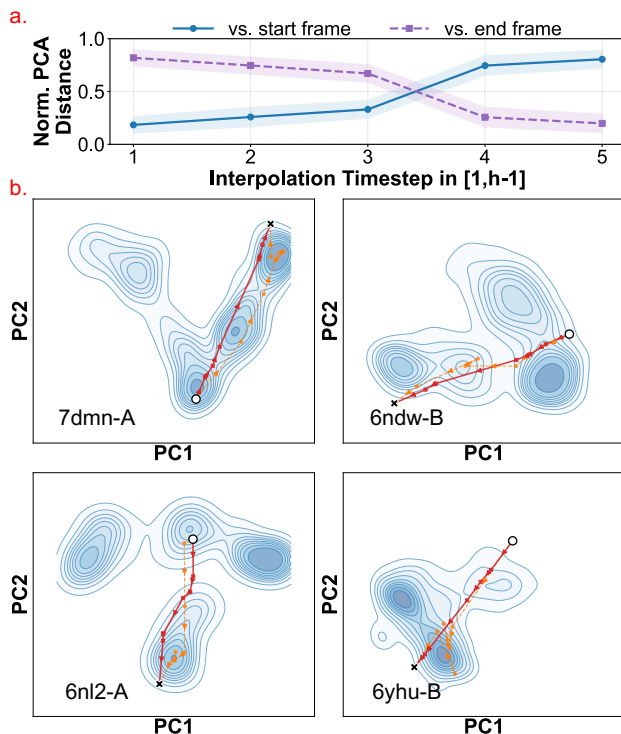 a.
vs. start frame
vs. end frame
Norm. PCA
Distance
1.0
0.5
0.0
1
2
3
4
5
Interpolation Timestep in [1,h-1]
b.
PC2
7dmn-A
PC1
PC2
6ndw-B
PC1
PC2
6nl2-A
PC1
PC2
6yhu-B
PC1